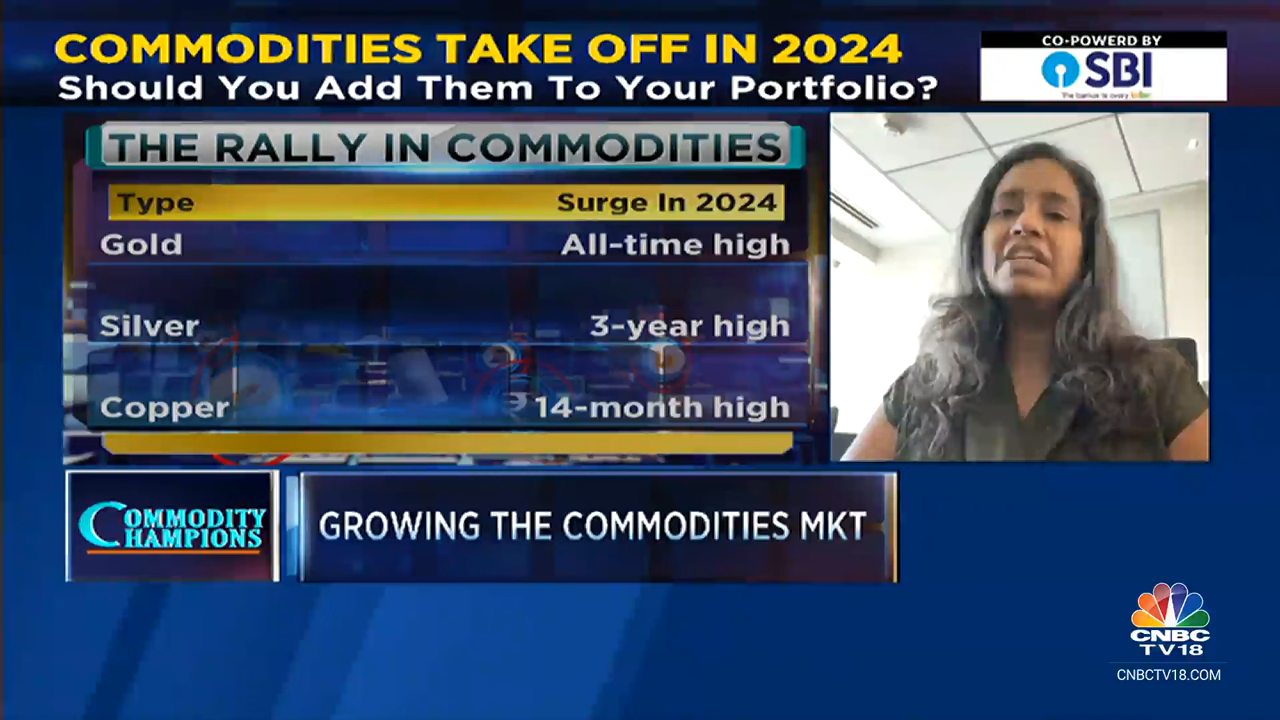 COMMODITIES TAKE OFF IN 2024
Should You Add Them To Your Portfolio?
CO-POWERED BY
SBI
THE RALLY IN COMMODITIES
Type Surge In 2024
Gold All-time high
Silver 3-year high
Copper 14-month high
COMMODITY
CHAMPIONS
GROWING THE COMMODITIES MKT
CNBC
TV18
CNBCTV18.COM